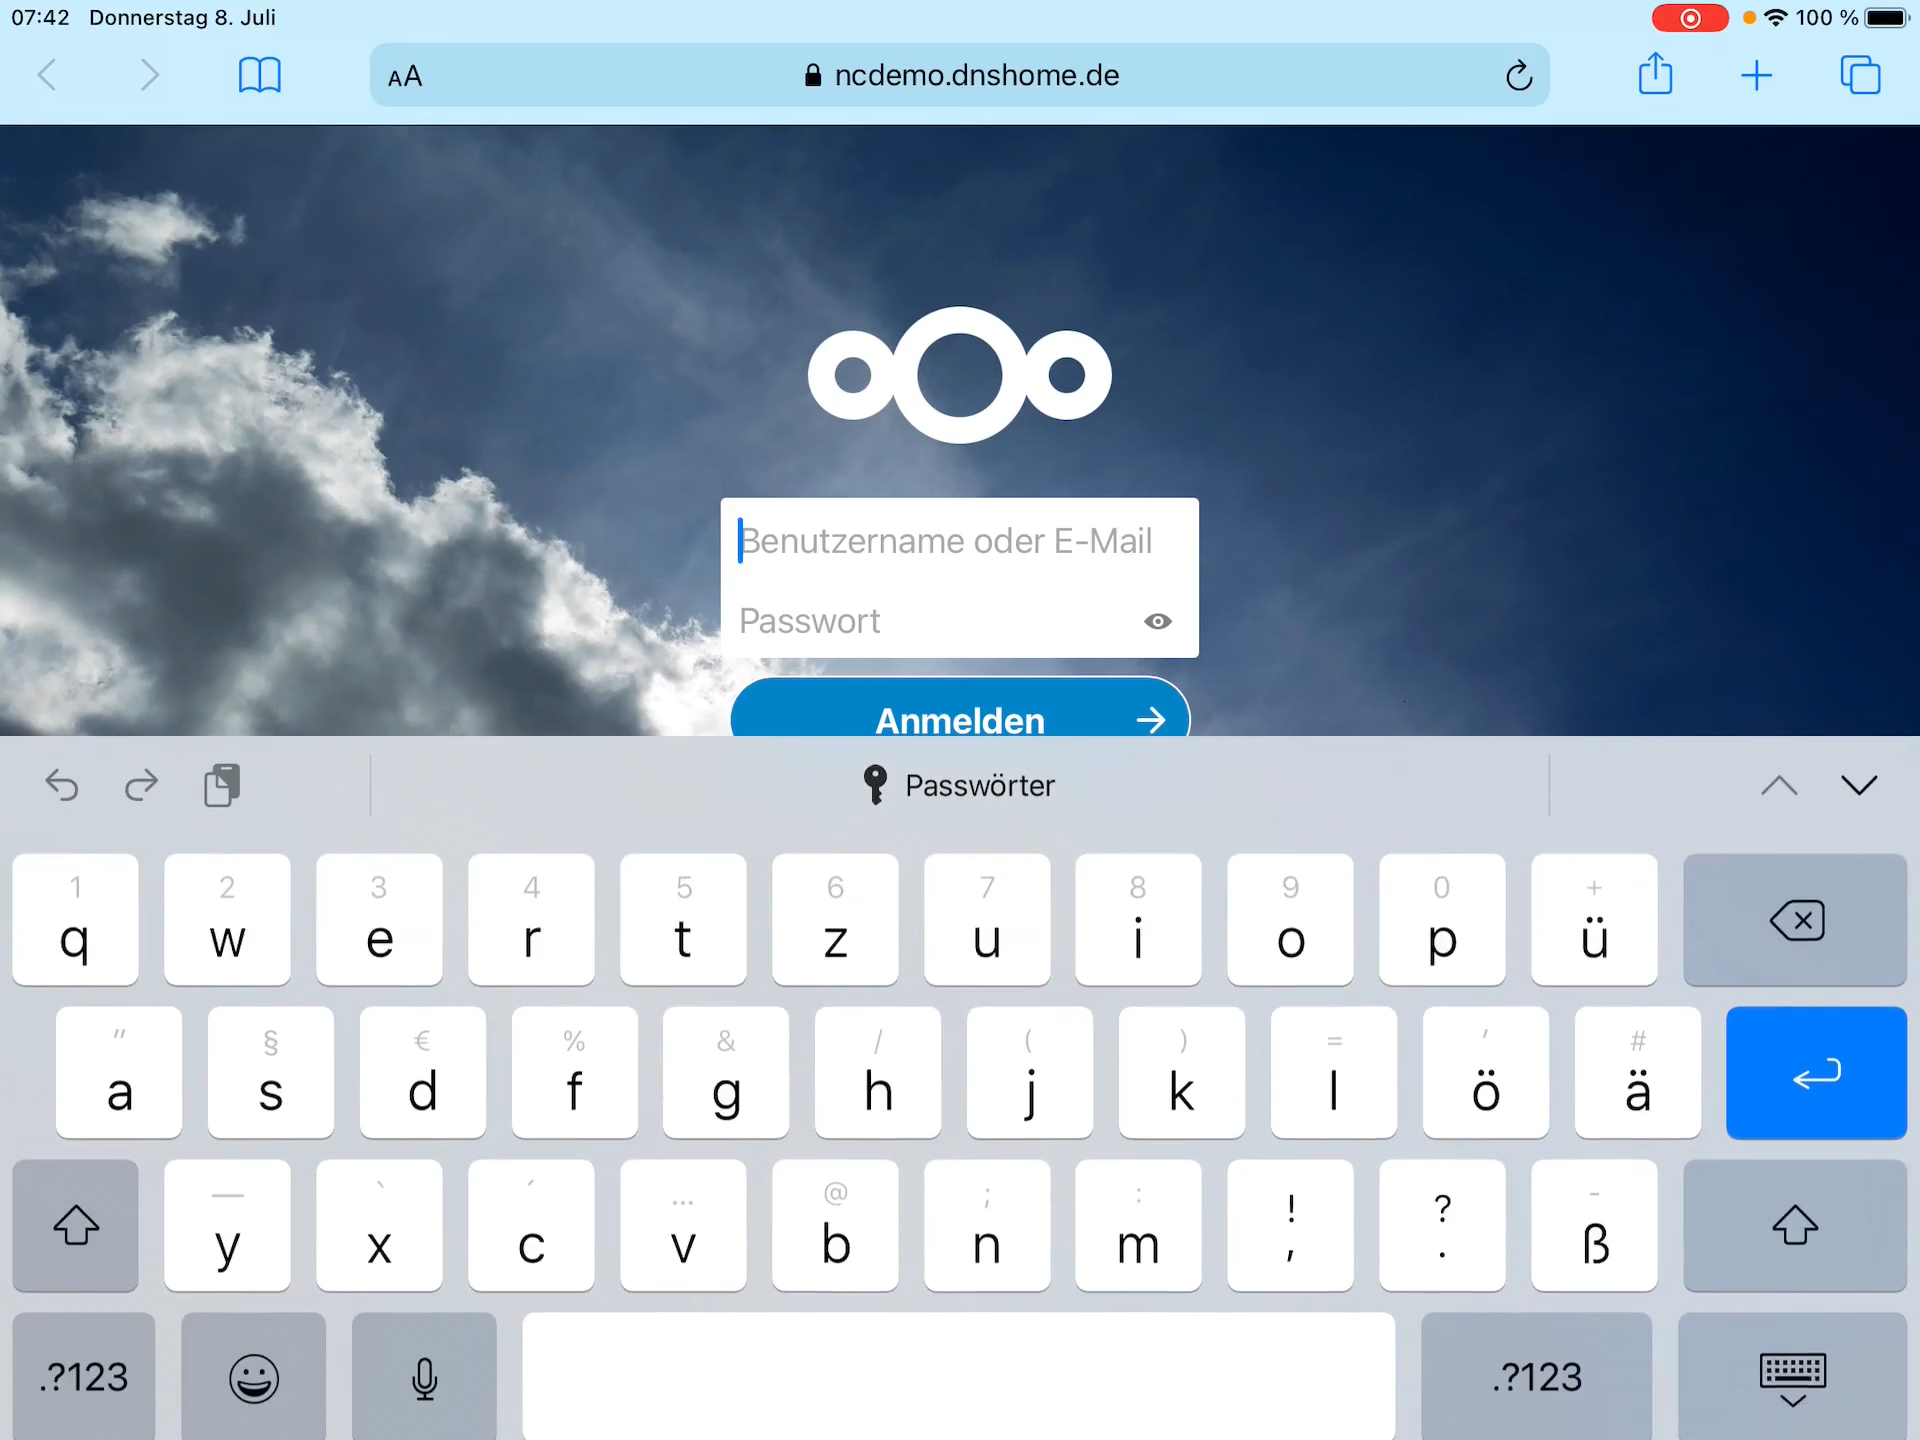 07:42 Donnerstag 8. Juli 100 %
AA ncdemo.dnshome.de
Benutzername oder E-Mail
Passwort
Anmelden
Passwörter
1 2 3 4 5 6 7 8 9 0 +
q w e r t z u i o p ü
" § € % & / ( ) = ' #
a s d f g h j k l ö ä
— ` ´ … @ ; : ! ? -
y x c v b n m , . ß
.?123 .?123